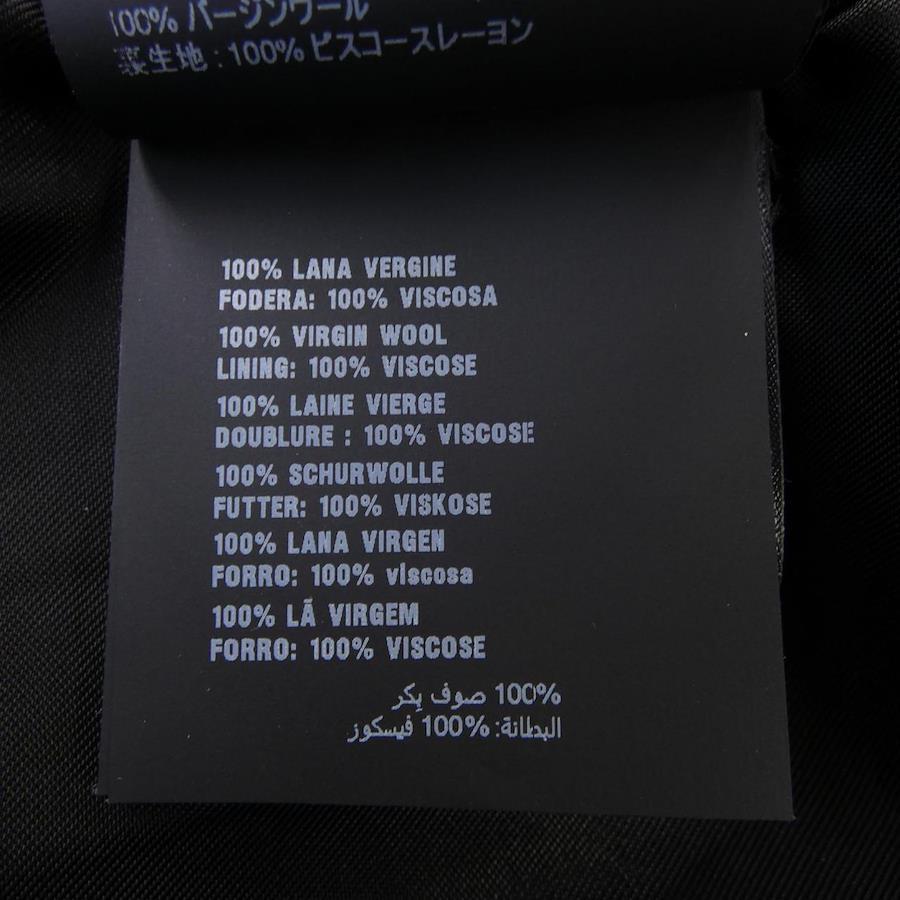 100% バージンウール
裏生地 : 100% ビスコースレーヨン
100% LANA VERGINE
FODERA: 100% VISCOSA
100% VIRGIN WOOL
LINING: 100% VISCOSE
100% LAINE VIERGE
DOUBLURE : 100% VISCOSE
100% SCHURWOLLE
FUTTER: 100% VISKOSE
100% LANA VIRGEN
FORRO: 100% viscosa
100% LÃ VIRGEM
FORRO: 100% VISCOSE
100% صوف بِكر
البطانة: 100% فيسكوز